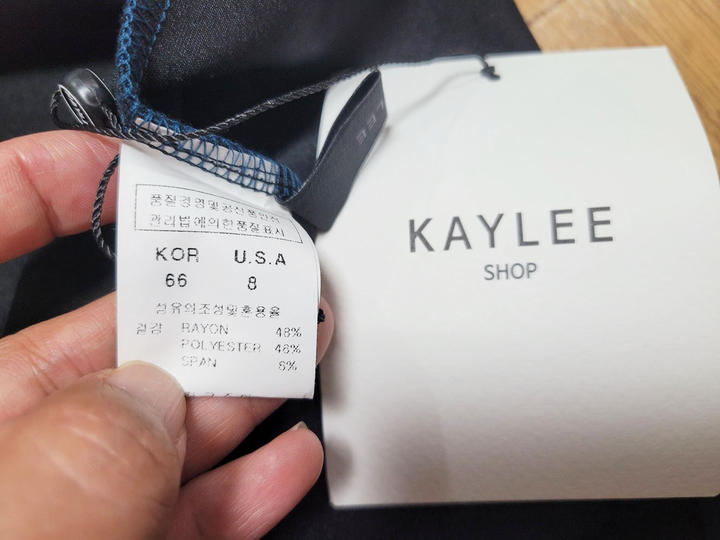 품질경영및공산품안전
관리법에의한품질표시
KOR U.S.A
66 8
섬유의조성및혼용율
겉감 RAYON 48%
POLYESTER 46%
SPAN 6%
KAYLEE
SHOP